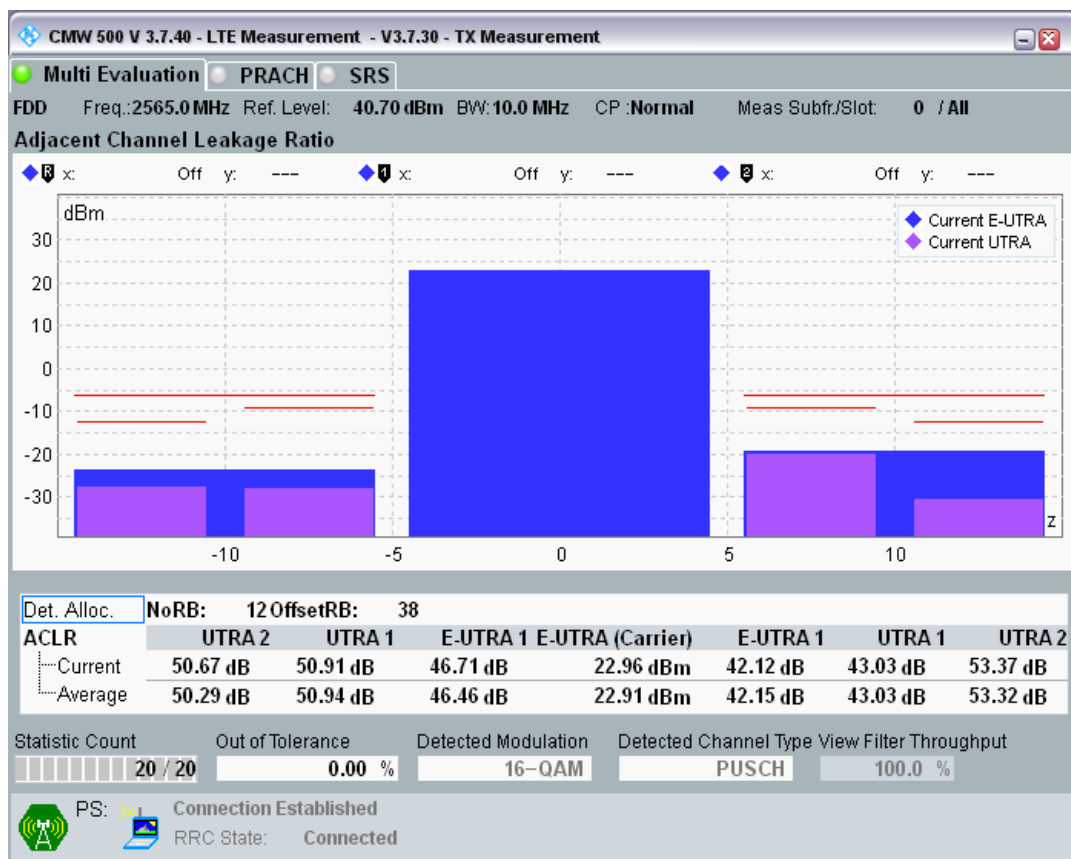 CMW 500 V 3.7.40 - LTE Measurement - V3.7.30 - TX Measurement
Multi Evaluation PRACH SRS
FDD Freq.:2565.0 MHz Ref. Level: 40.70 dBm BW: 10.0 MHz CP :Normal Meas Subfr./Slot: 0 / All
Adjacent Channel Leakage Ratio
R x: Off y: --- 1 x: Off y: --- 2 x: Off y: ---
dBm
Current E-UTRA
Current UTRA
30
20
10
0
-10
-20
-30
z
-10 -5 0 5 10
Det. Alloc. NoRB: 12 OffsetRB: 38
ACLR UTRA 2 UTRA 1 E-UTRA 1 E-UTRA (Carrier) E-UTRA 1 UTRA 1 UTRA 2
Current 50.67 dB 50.91 dB 46.71 dB 22.96 dBm 42.12 dB 43.03 dB 53.37 dB
Average 50.29 dB 50.94 dB 46.46 dB 22.91 dBm 42.15 dB 43.03 dB 53.32 dB
Statistic Count Out of Tolerance Detected Modulation Detected Channel Type View Filter Throughput
20 / 20 0.00 % 16-QAM PUSCH 100.0 %
PS: Connection Established
RRC State: Connected